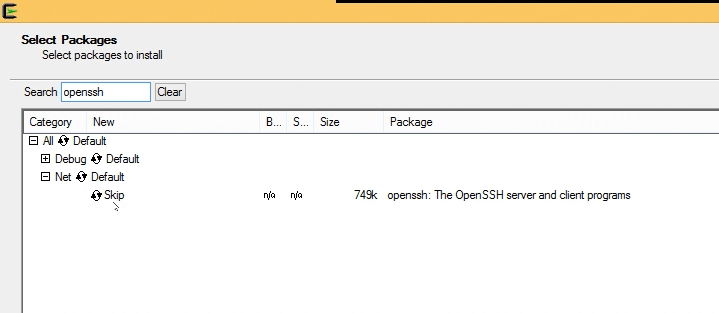 Select Packages
Select packages to install
Search openssh Clear
Category New B... S... Size Package
All Default
Debug Default
Net Default
Skip n/a n/a 749k openssh: The OpenSSH server and client programs